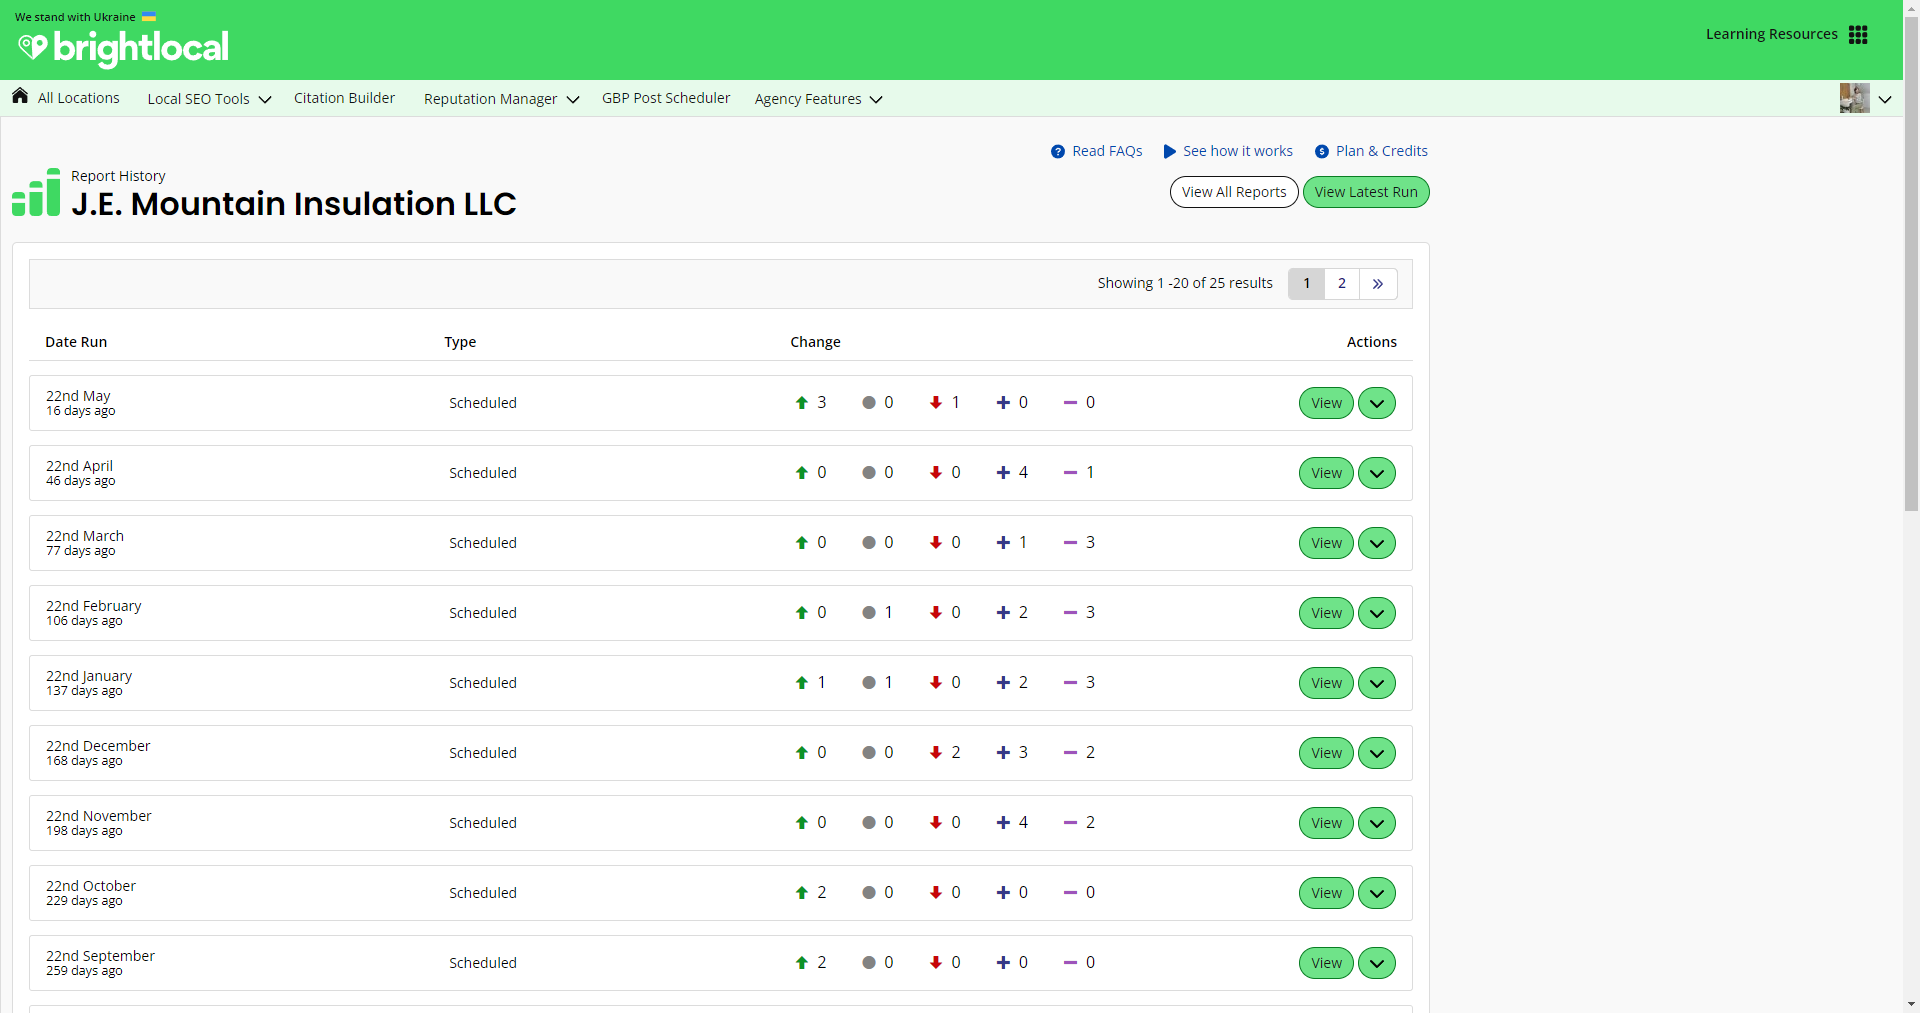 We stand with Ukraine
brightlocal
Learning Resources
All Locations Local SEO Tools Citation Builder Reputation Manager GBP Post Scheduler Agency Features
Read FAQs See how it works Plan & Credits
Report History
J.E. Mountain Insulation LLC
View All Reports View Latest Run
Showing 1 -20 of 25 results 1 2 »
Date Run Type Change Actions
22nd May
16 days ago
Scheduled 3 0 1 0 0 View
22nd April
46 days ago
Scheduled 0 0 0 4 1 View
22nd March
77 days ago
Scheduled 0 0 0 1 3 View
22nd February
106 days ago
Scheduled 0 1 0 2 3 View
22nd January
137 days ago
Scheduled 1 1 0 2 3 View
22nd December
168 days ago
Scheduled 0 0 2 3 2 View
22nd November
198 days ago
Scheduled 0 0 0 4 2 View
22nd October
229 days ago
Scheduled 2 0 0 0 0 View
22nd September
259 days ago
Scheduled 2 0 0 0 0 View